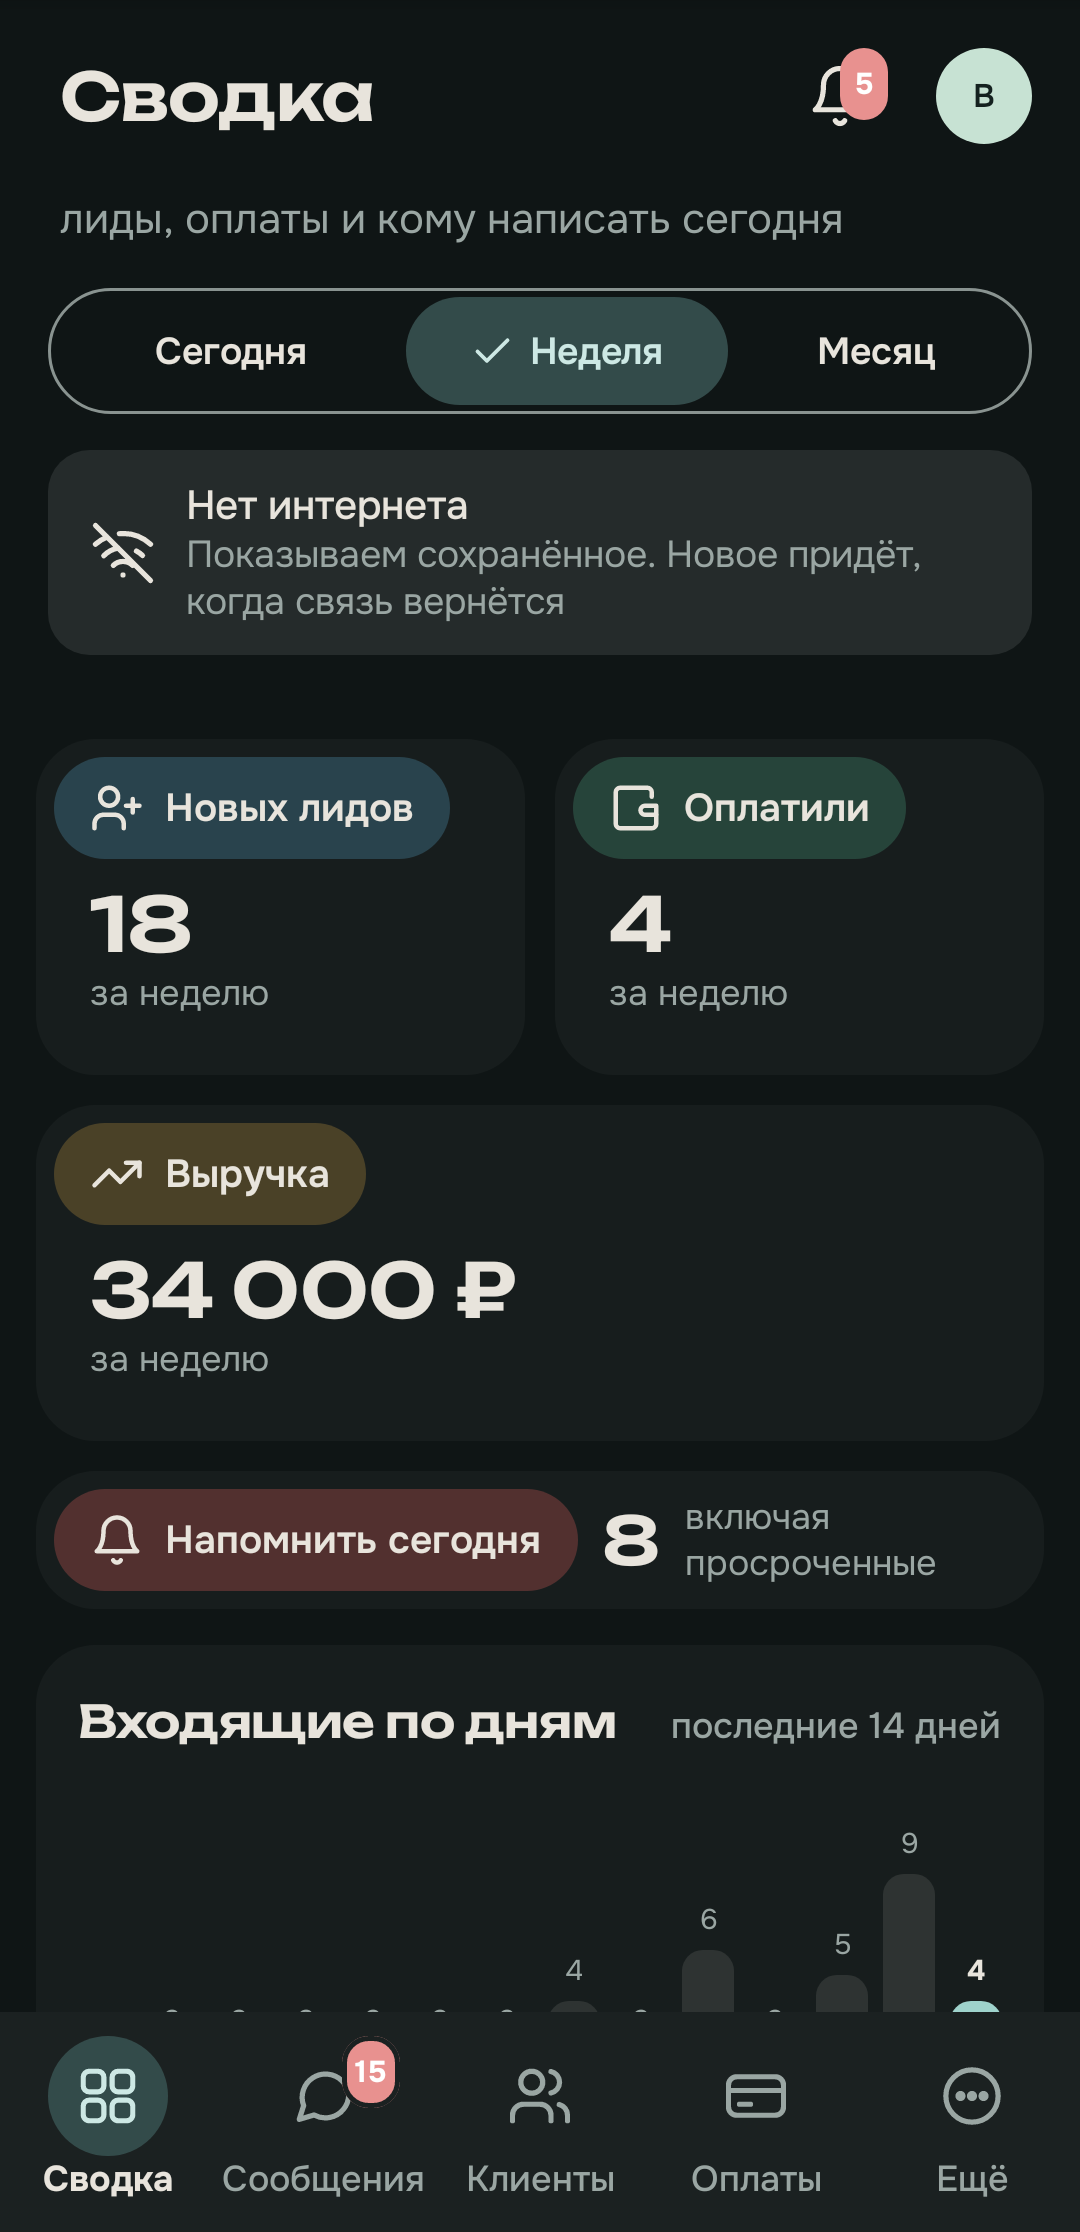 Сводка
5
B
лиды, оплаты и кому написать сегодня
Сегодня
Неделя
Месяц
Нет интернета
Показываем сохранённое. Новое придёт,
когда связь вернётся
Новых лидов
18
за неделю
Оплатили
4
за неделю
Выручка
34 000 ₽
за неделю
Напомнить сегодня
8
включая
просроченные
Входящие по дням
последние 14 дней
4
6
5
9
4
15
Сводка
Сообщения
Клиенты
Оплаты
Ещё